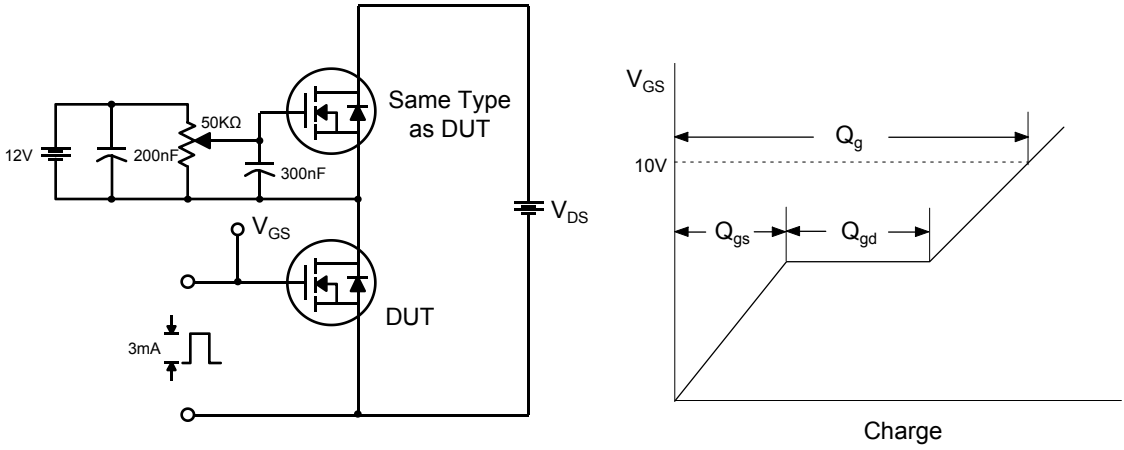 Same Type
as DUT
50KΩ
12V
200nF
300nF
V_GS
V_DS
DUT
3mA
V_GS
Q_g
10V
Q_gs
Q_gd
Charge